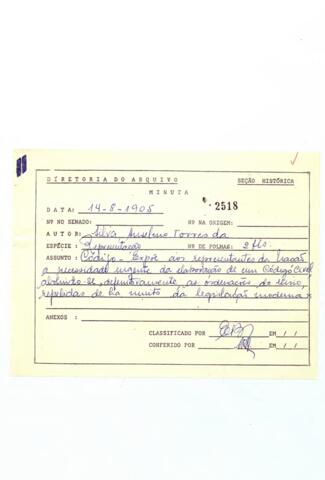 DIRETORIA DO ARQUIVO SEÇÃO HISTÓRICA
MINUTA
DATA: 14-8-1905 Nº 2518
Nº NO SENADO: Nº NA ORIGEM:
AUTOR: Silva, Anselmo Torres da
ESPÉCIE: Representação Nº DE FOLHAS: 2 fls.
ASSUNTO: Código - "Expõe aos representantes da Nação
a necessidade urgente da elaboração de um Código Civil
abolindo-se, definitivamente, as ordenações do
repelidas de há muito da legislação moderna"
ANEXOS:
CLASSIFICADO POR EM / /
CONFERIDO POR EM / /